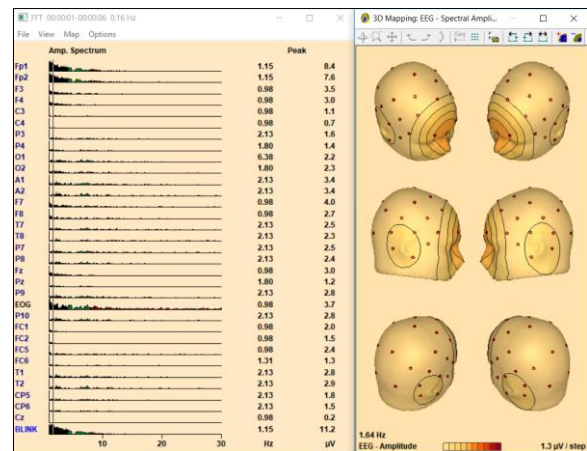 FFT 00:00:01-00:00:06 0.16 Hz
File View Map Options
Amp. Spectrum Peak
Fp1 1.15 8.4
Fp2 1.15 7.6
F3 0.98 3.5
F4 0.98 3.0
C3 0.98 1.1
C4 0.98 0.7
P3 2.13 1.6
P4 1.80 1.4
O1 6.38 2.2
O2 1.80 2.3
A1 2.13 3.4
A2 2.13 3.4
F7 0.98 4.0
F8 0.98 2.7
T7 2.13 2.5
T8 2.13 2.3
P7 2.13 2.5
P8 2.13 2.4
Fz 0.98 3.0
Pz 1.80 1.2
P9 2.13 2.8
EOG 0.98 3.7
P10 2.13 2.8
FC1 0.98 2.0
FC2 0.98 1.5
FC5 0.98 2.4
FC6 1.31 1.3
T1 2.13 2.8
T2 2.13 2.9
CP5 2.13 1.8
CP6 2.13 1.5
Cz 0.98 0.2
BLINK 1.15 11.2
10 20 30 Hz µV
3D Mapping: EEG - Spectral Ampli...
1.64 Hz
EEG - Amplitude 1.3 µV / step